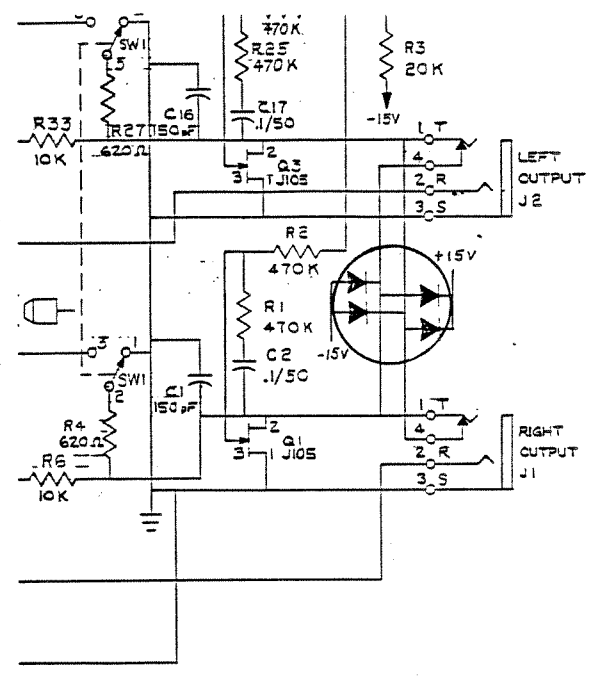 470K
R25
470K
R3
20K
-15V
SW1
5
C16
150pF
C17
.1/50
R33
10K
R27
620Ω
2
Q3
3
1
J105
1 T
4
2 R
3 S
LEFT
OUTPUT
J2
R2
470K
+15V
-15V
R1
470K
C2
.1/50
3
1
SW1
2
C1
150pF
R4
620Ω
R6
10K
2
Q1
3
1
J105
1 T
4
2 R
3 S
RIGHT
OUTPUT
J1